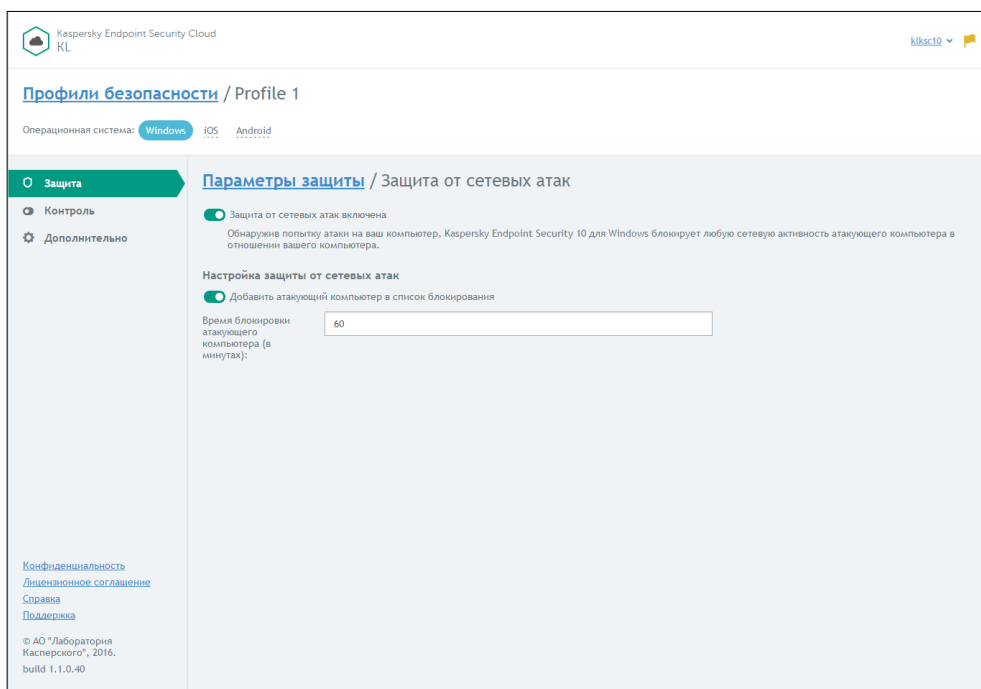 Kaspersky Endpoint Security Cloud
KL
klksc10
Профили безопасности / Profile 1
Операционная система: Windows iOS Android
Защита
Контроль
Дополнительно
Параметры защиты / Защита от сетевых атак
Защита от сетевых атак включена
Обнаружив попытку атаки на ваш компьютер, Kaspersky Endpoint Security 10 для Windows блокирует любую сетевую активность атакующего компьютера в
отношении вашего компьютера.
Настройка защиты от сетевых атак
Добавить атакующий компьютер в список блокирования
Время блокировки
атакующего
компьютера (в
минутах):
60
Конфиденциальность
Лицензионное соглашение
Справка
Поддержка
© АО "Лаборатория
Касперского", 2016.
build 1.1.0.40